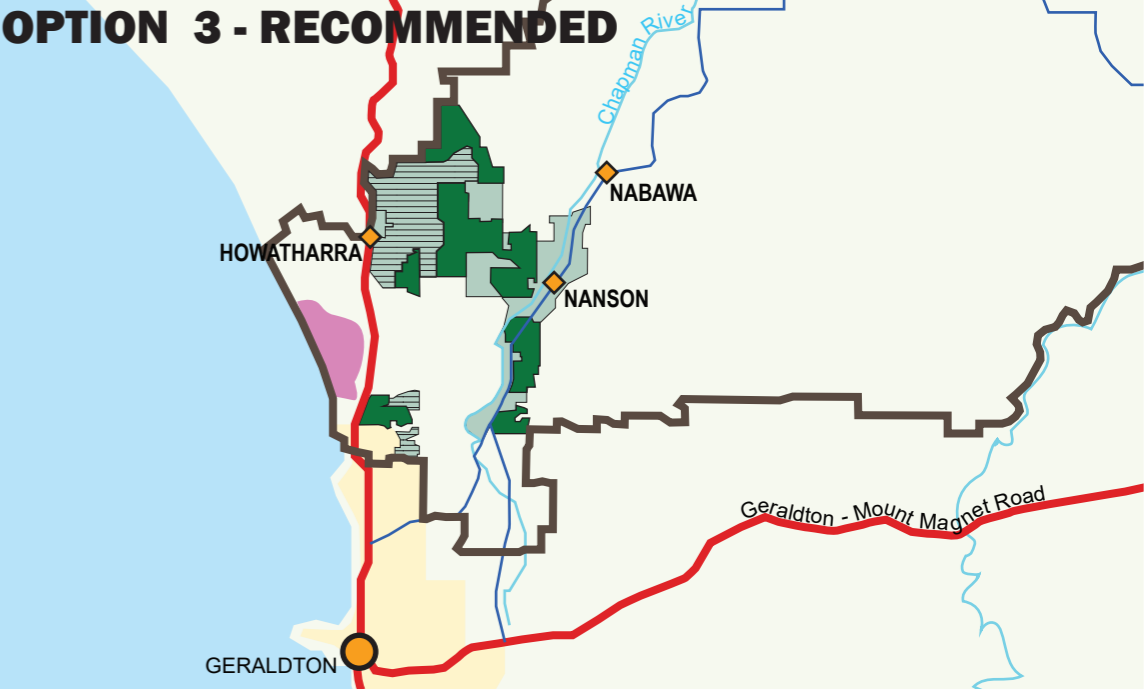 OPTION 3 - RECOMMENDED
Chapman River
NABAWA
HOWATHARRA
NANSON
Geraldton - Mount Magnet Road
GERALDTON